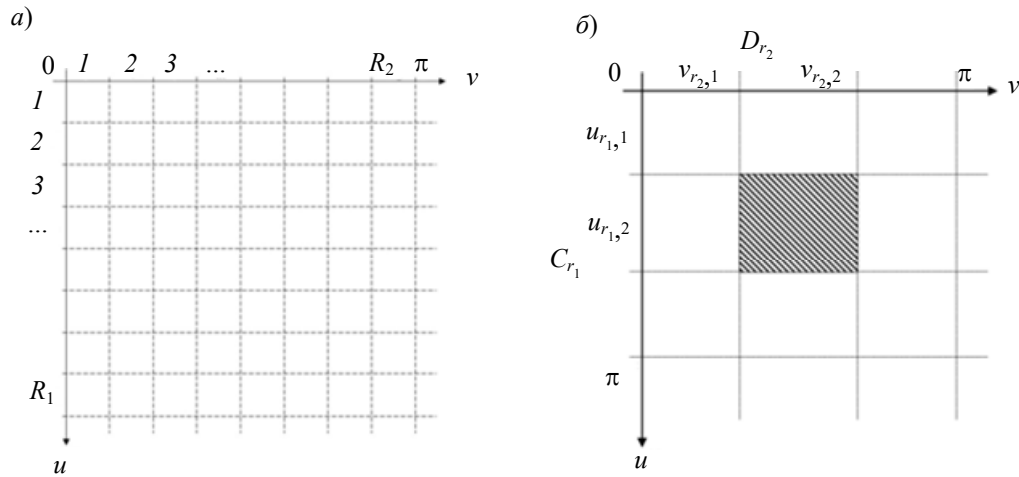 а)
0 1 2 3 ... R₂ π v
1
2
3
...
R₁
u
б)
D_{r₂}
0 v_{r₂,1} v_{r₂,2} π v
u_{r₁,1}
u_{r₁,2}
C_{r₁}
π
u